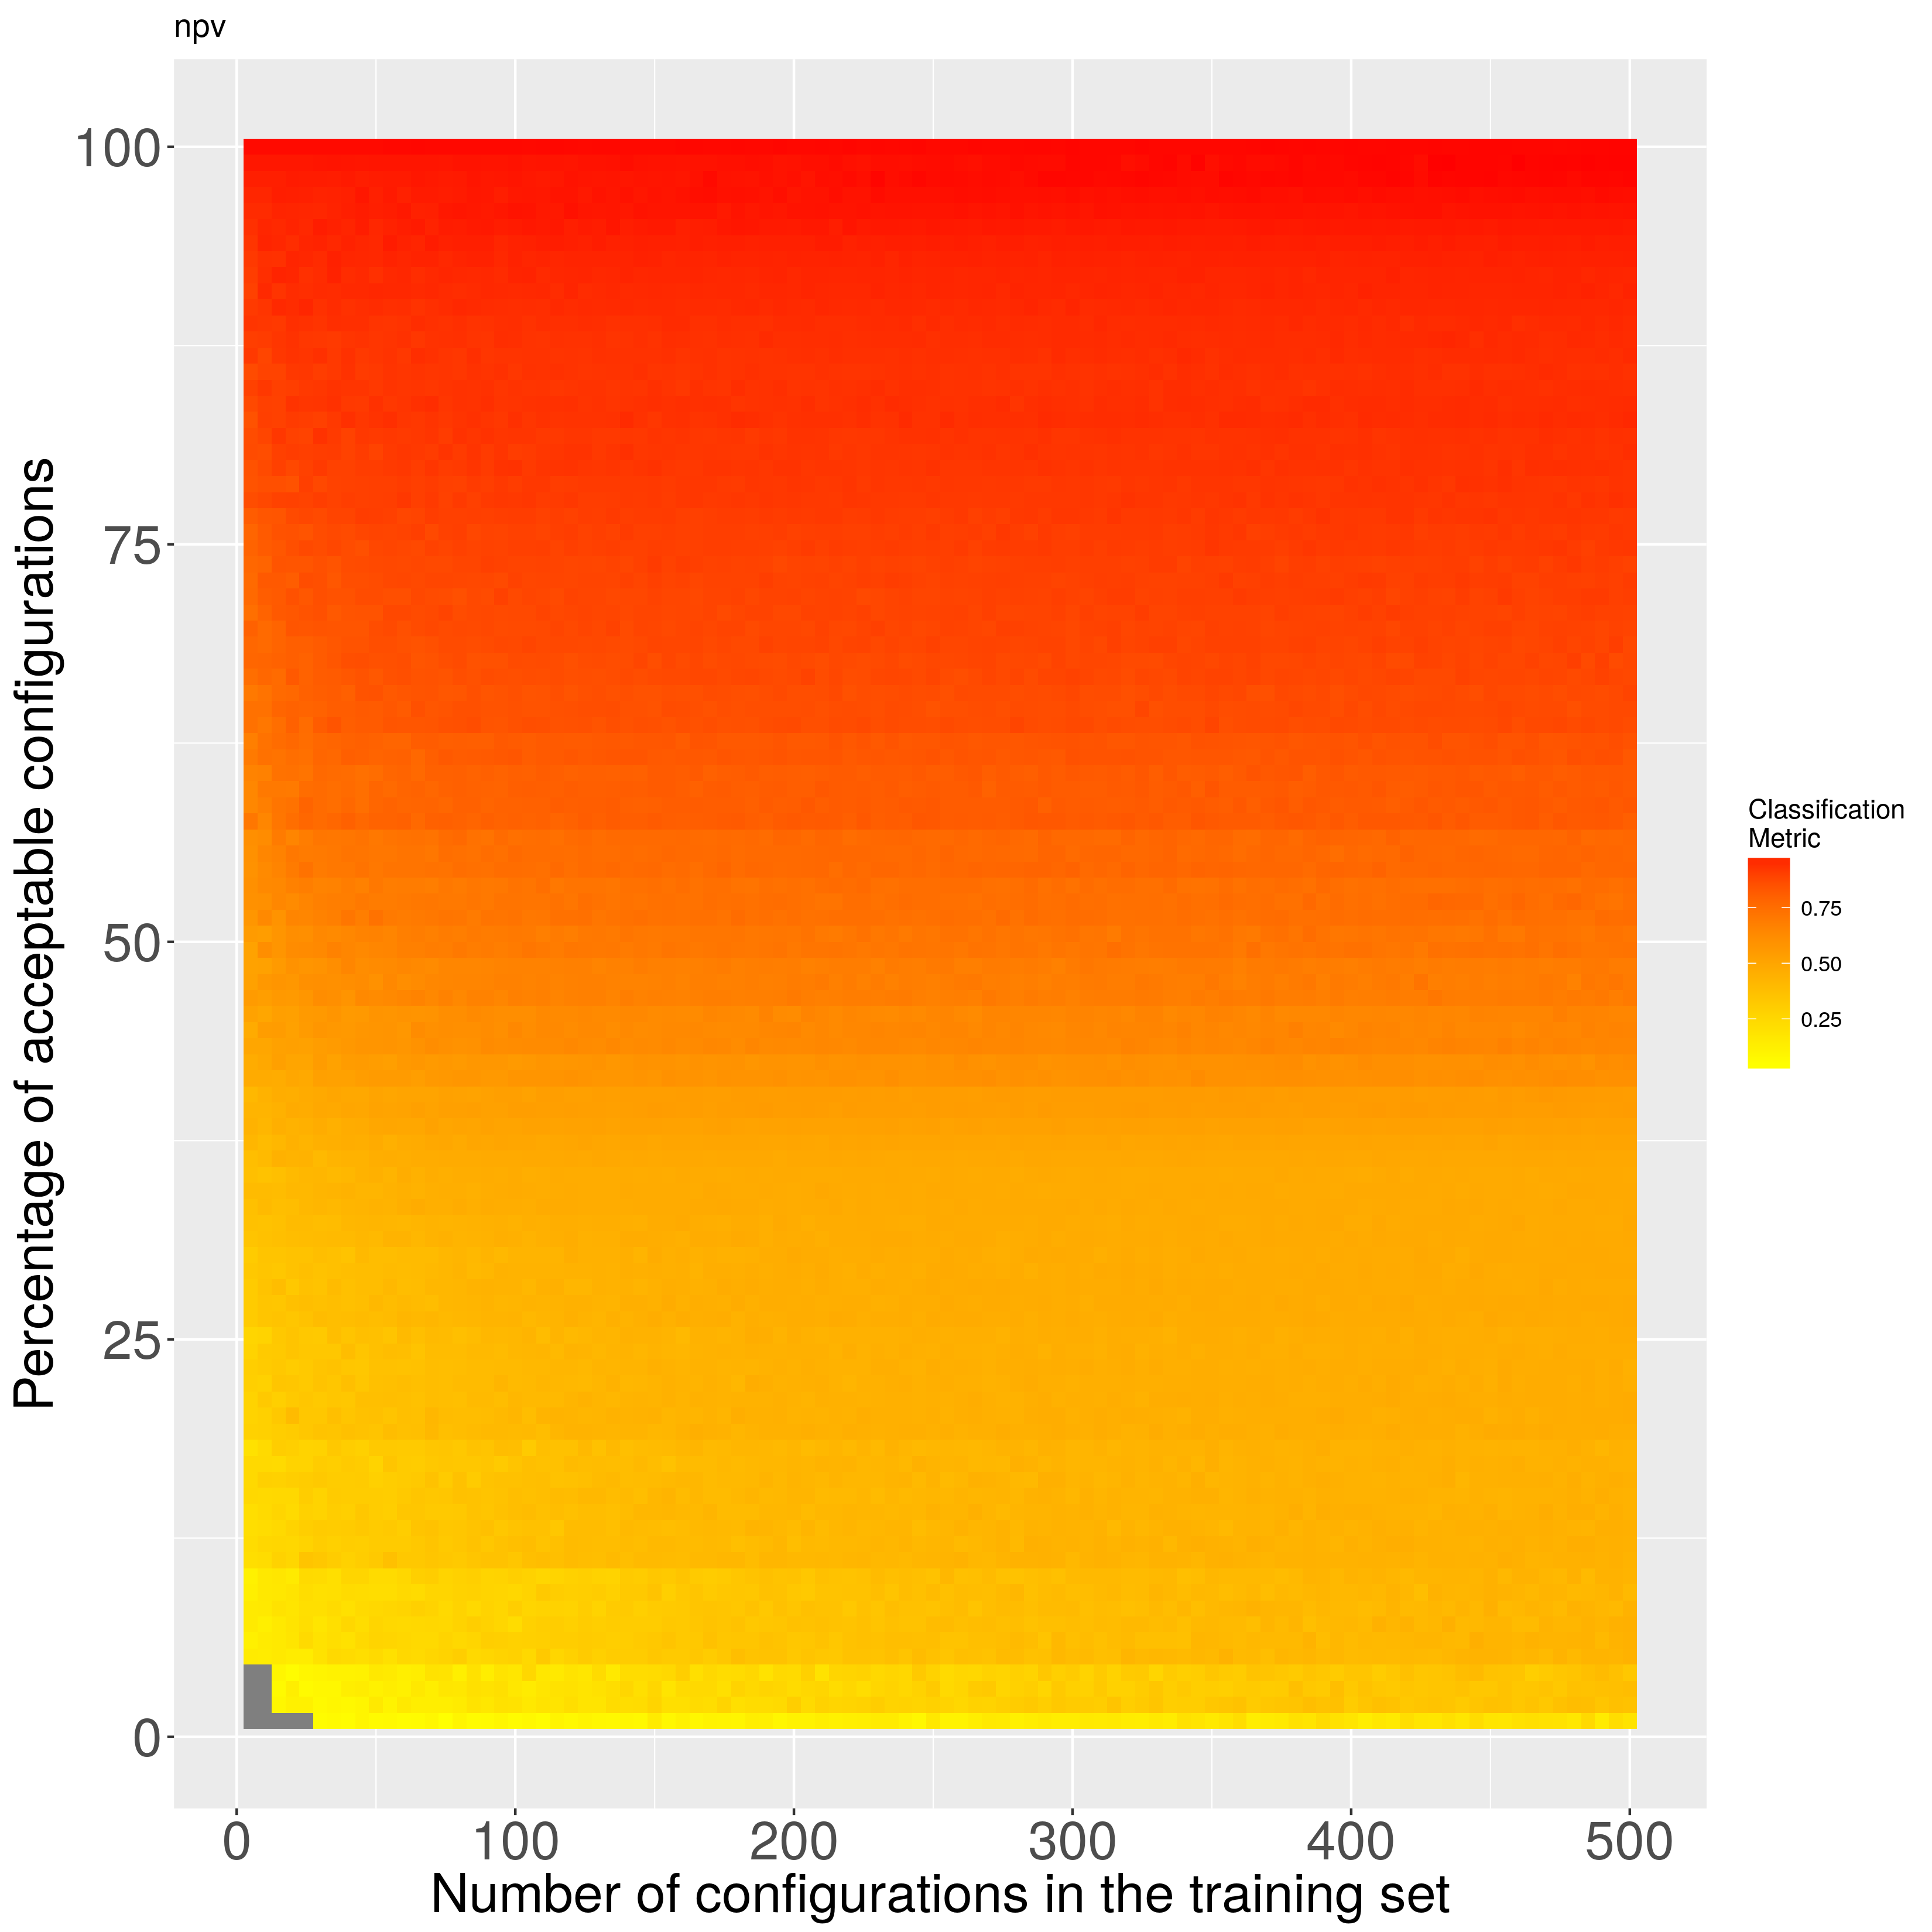 npv
100
75
50
25
0
Percentage of acceptable configurations
0 100 200 300 400 500
Number of configurations in the training set
Classification
Metric
0.75
0.50
0.25